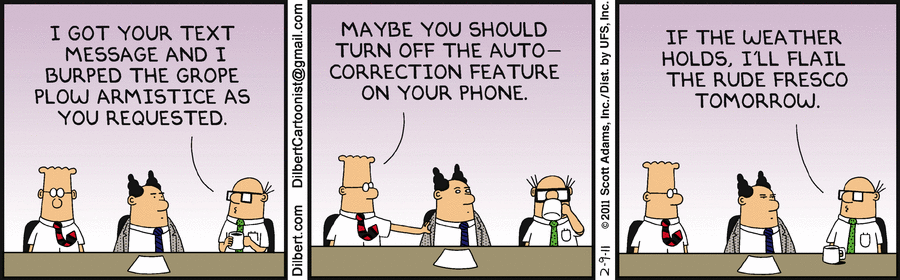 I GOT YOUR TEXT
MESSAGE AND I
BURPED THE GROPE
PLOW ARMISTICE AS
YOU REQUESTED.
Dilbert.com DilbertCartoonist@gmail.com
MAYBE YOU SHOULD
TURN OFF THE AUTO-
CORRECTION FEATURE
ON YOUR PHONE.
2-9-11 © 2011 Scott Adams, Inc./Dist. by UFS, Inc.
IF THE WEATHER
HOLDS, I'LL FLAIL
THE RUDE FRESCO
TOMORROW.